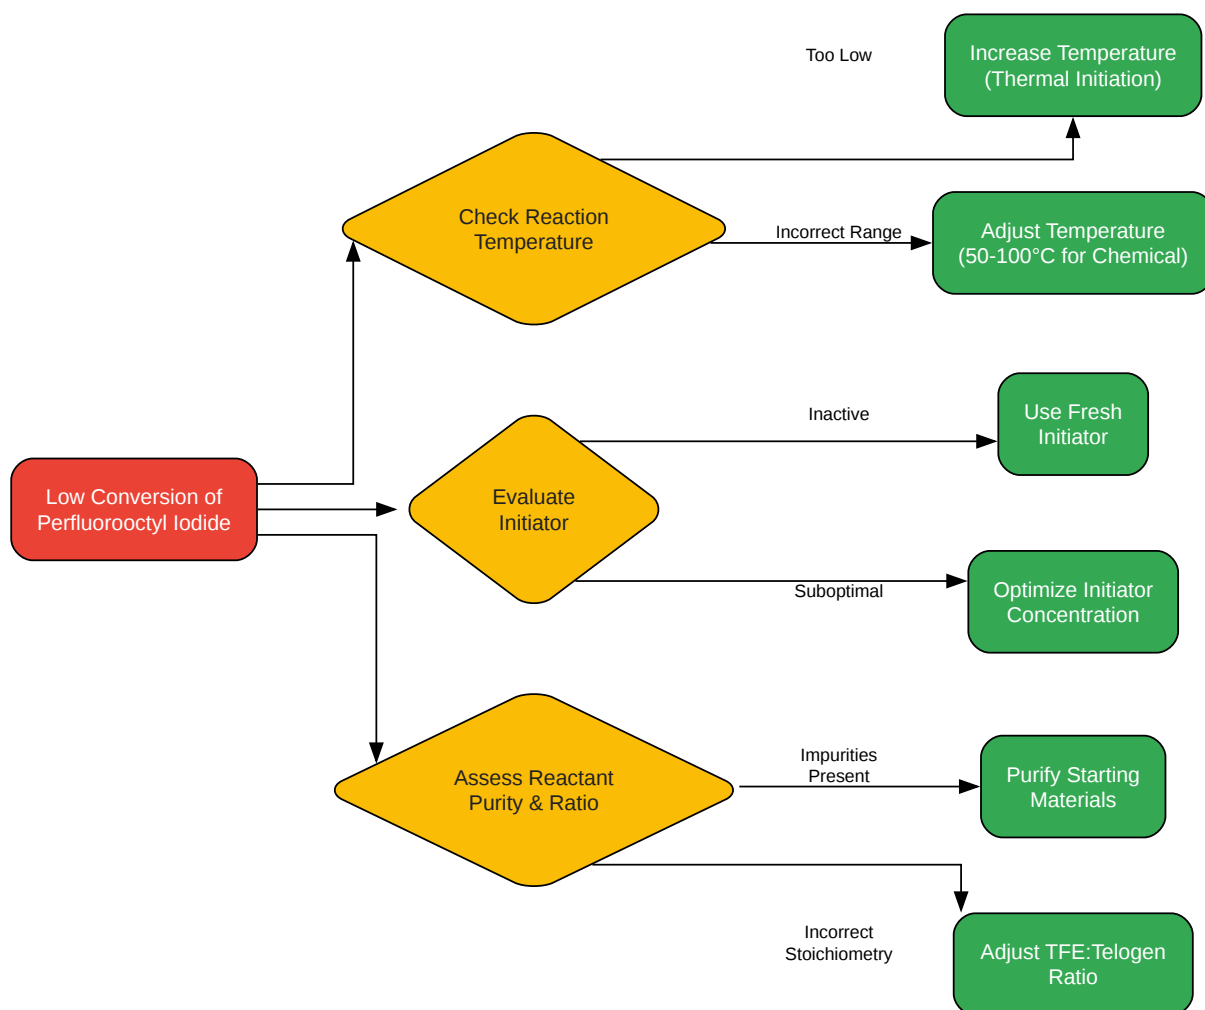 Too Low
Increase Temperature
(Thermal Initiation)
Check Reaction
Temperature
Incorrect Range
Adjust Temperature
(50-100°C for Chemical)
Inactive
Use Fresh
Initiator
Low Conversion of
Perfluorooctyl Iodide
Evaluate
Initiator
Suboptimal
Optimize Initiator
Concentration
Assess Reactant
Purity & Ratio
Impurities
Present
Purify Starting
Materials
Incorrect
Stoichiometry
Adjust TFE:Telogen
Ratio